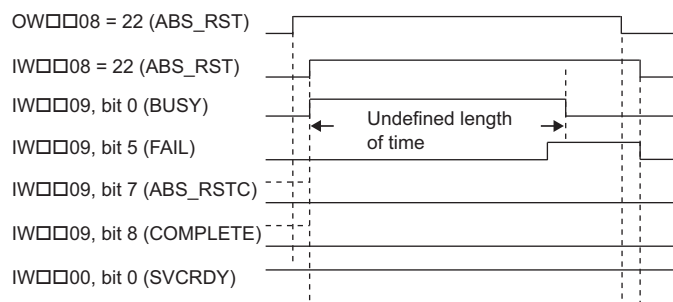 OW□□08 = 22 (ABS_RST)
IW□□08 = 22 (ABS_RST)
IW□□09, bit 0 (BUSY)
Undefined length
of time
IW□□09, bit 5 (FAIL)
IW□□09, bit 7 (ABS_RSTC)
IW□□09, bit 8 (COMPLETE)
IW□□00, bit 0 (SVCRDY)